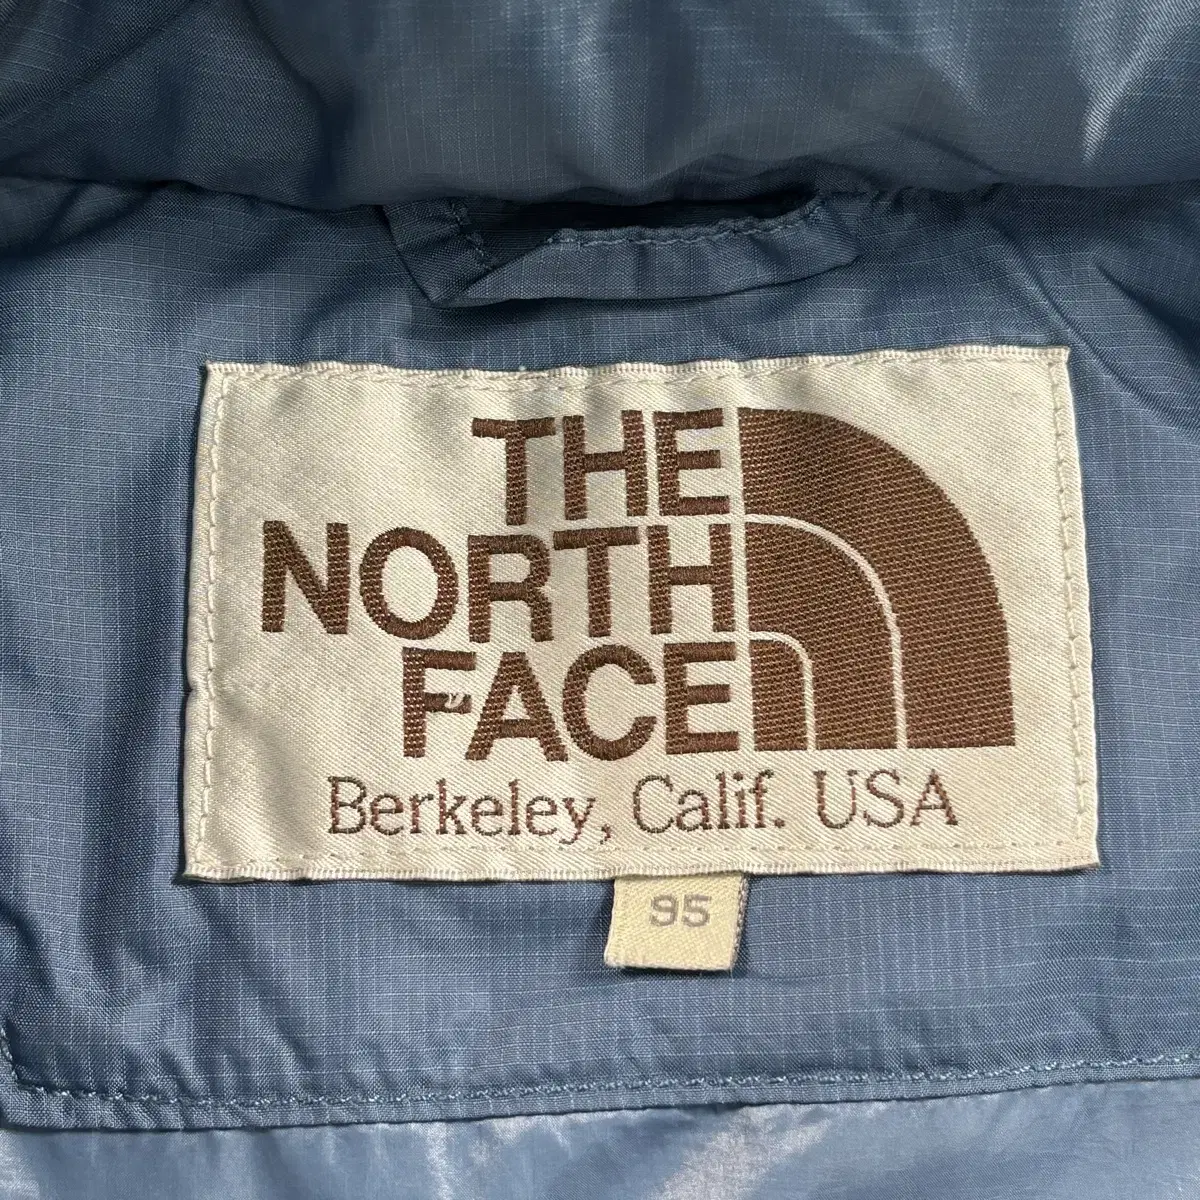 THE
NORTH
FACE
Berkeley, Calif. USA
95